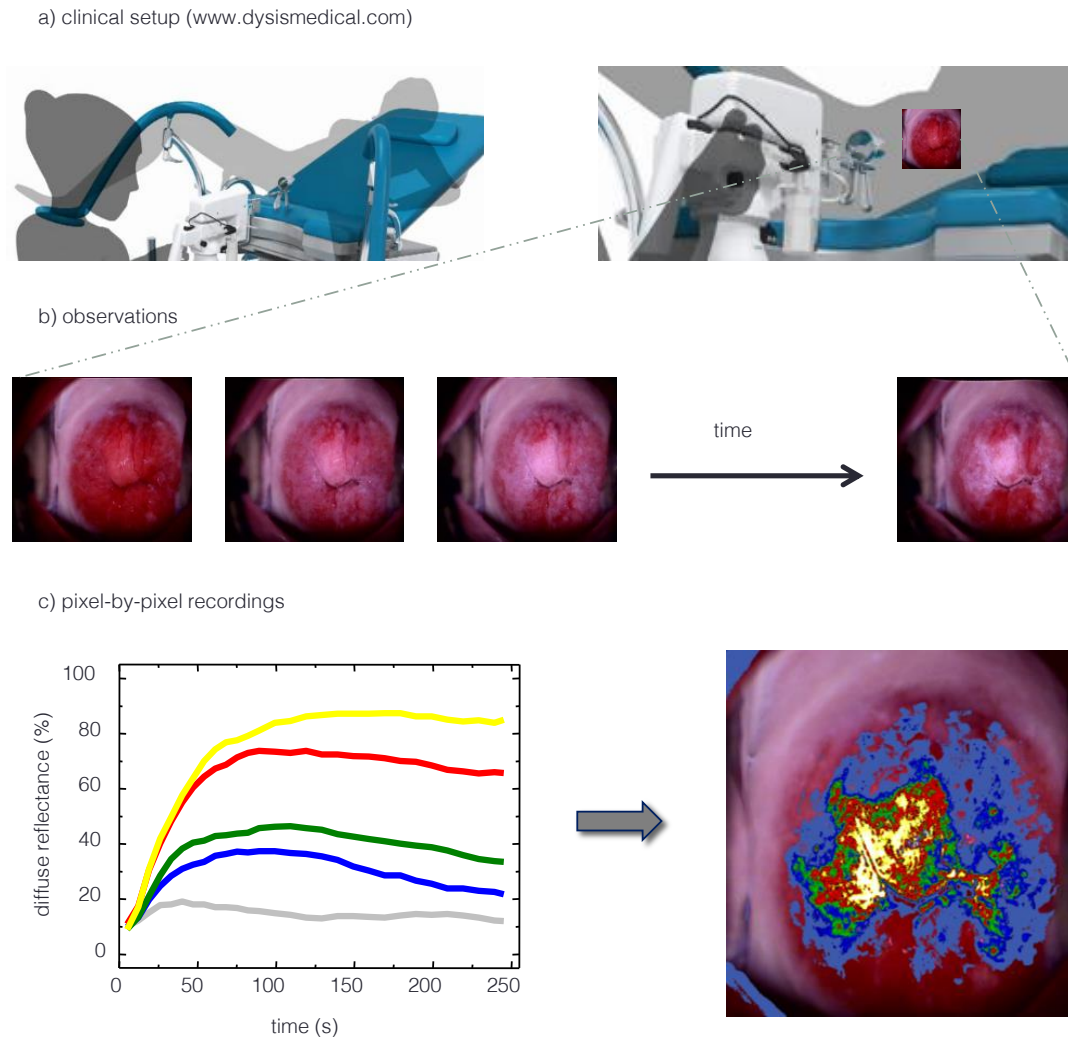 a) clinical setup (www.dysismedical.com)
b) observations
time
c) pixel-by-pixel recordings
100
80
60
40
20
0
diffuse reflectance (%)
0 50 100 150 200 250
time (s)